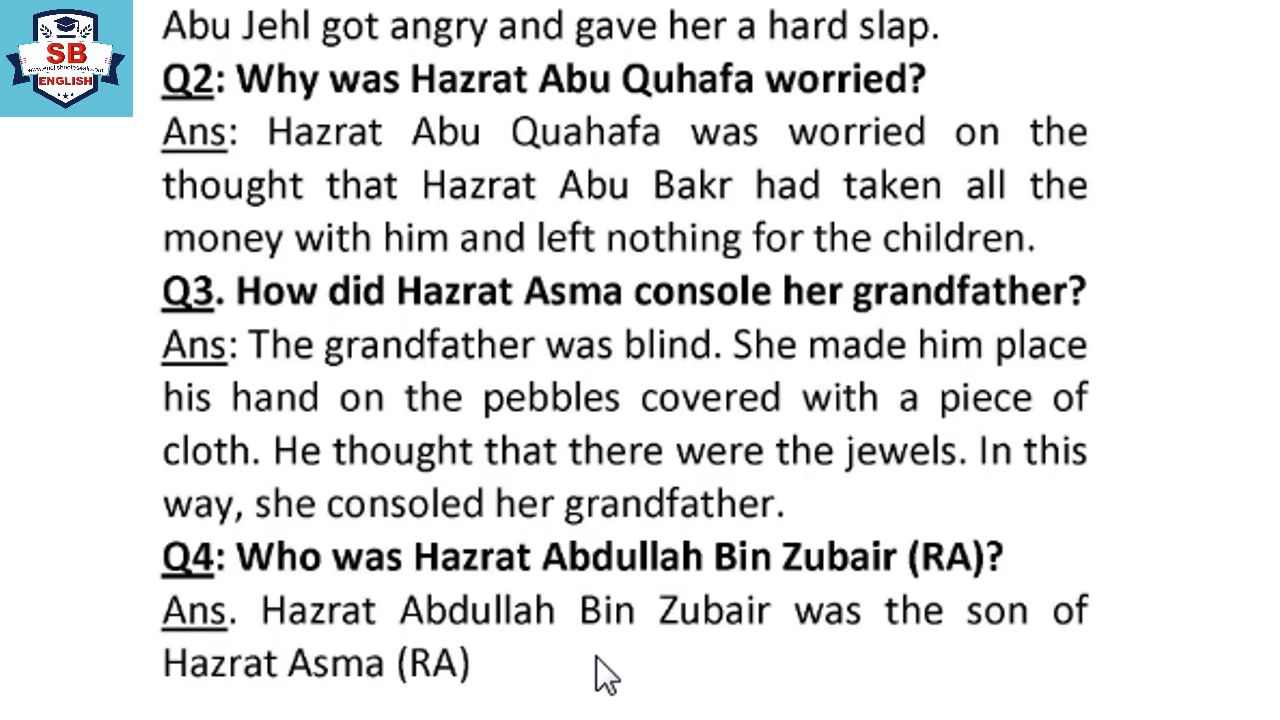 Abu Jehl got angry and gave her a hard slap.
Q2: Why was Hazrat Abu Quhafa worried?
Ans: Hazrat Abu Quahafa was worried on the
thought that Hazrat Abu Bakr had taken all the
money with him and left nothing for the children.
Q3. How did Hazrat Asma console her grandfather?
Ans: The grandfather was blind. She made him place
his hand on the pebbles covered with a piece of
cloth. He thought that there were the jewels. In this
way, she consoled her grandfather.
Q4: Who was Hazrat Abdullah Bin Zubair (RA)?
Ans. Hazrat Abdullah Bin Zubair was the son of
Hazrat Asma (RA)
SB
ENGLISH